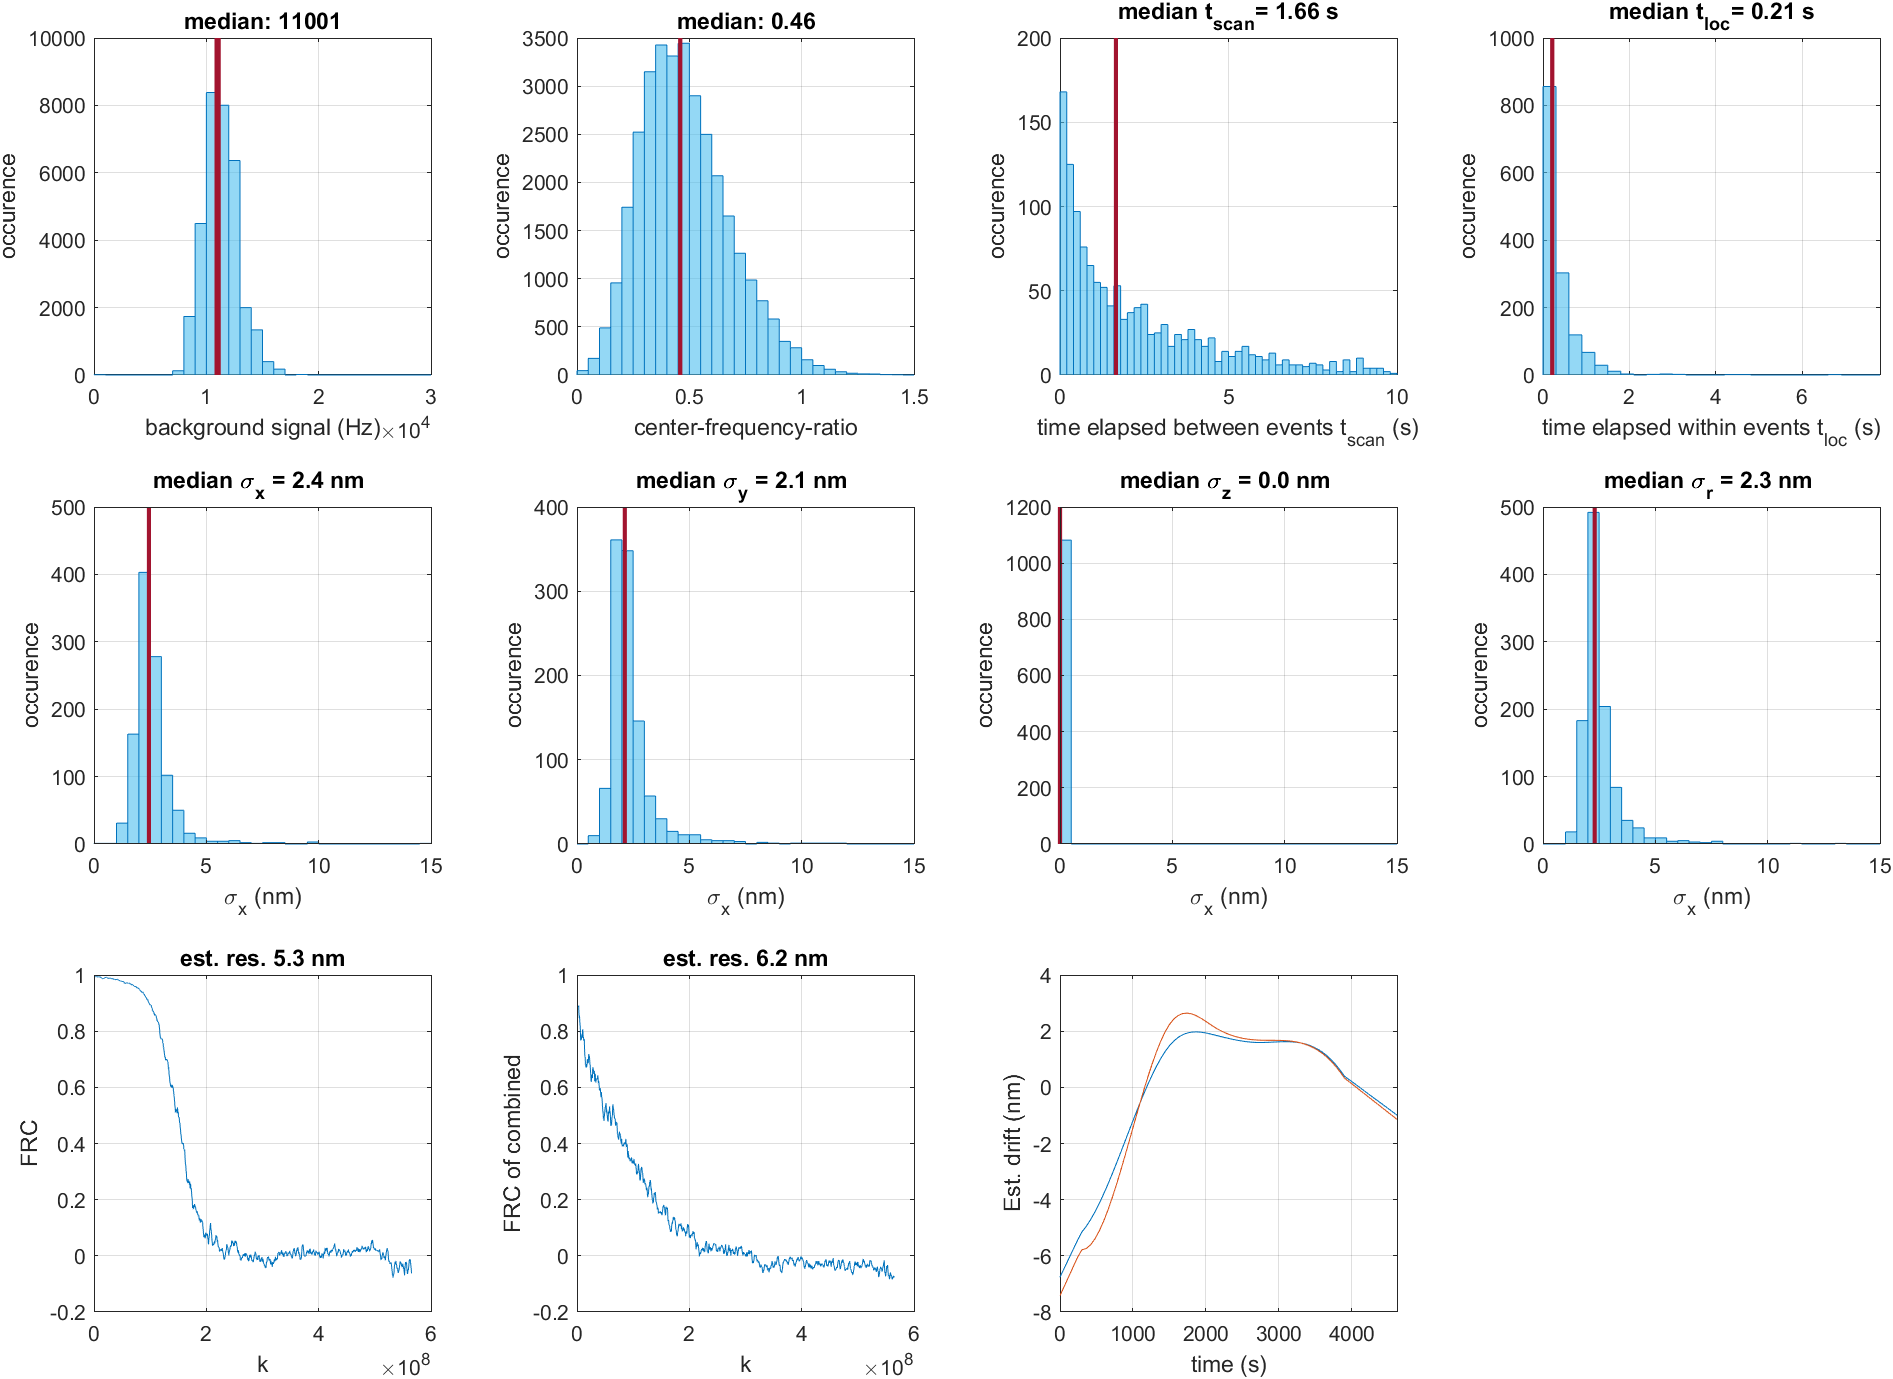 median: 11001
10000
8000
6000
4000
2000
0
occurence
0 1 2 3
background signal (Hz) ×10^4
median: 0.46
3500
3000
2500
2000
1500
1000
500
0
occurence
0 0.5 1 1.5
center-frequency-ratio
median t_scan = 1.66 s
200
150
100
50
0
occurence
0 5 10
time elapsed between events t_scan (s)
median t_loc = 0.21 s
1000
800
600
400
200
0
occurence
0 2 4 6
time elapsed within events t_loc (s)
median σ_x = 2.4 nm
500
400
300
200
100
0
occurence
0 5 10 15
σ_x (nm)
median σ_y = 2.1 nm
400
300
200
100
0
occurence
0 5 10 15
σ_x (nm)
median σ_z = 0.0 nm
1200
1000
800
600
400
200
0
occurence
0 5 10 15
σ_x (nm)
median σ_r = 2.3 nm
500
400
300
200
100
0
occurence
0 5 10 15
σ_x (nm)
est. res. 5.3 nm
1
0.8
0.6
0.4
0.2
0
-0.2
FRC
0 2 4 6
k ×10^8
est. res. 6.2 nm
1
0.8
0.6
0.4
0.2
0
-0.2
FRC of combined
0 2 4 6
k ×10^8
4
2
0
-2
-4
-6
-8
Est. drift (nm)
0 1000 2000 3000 4000
time (s)